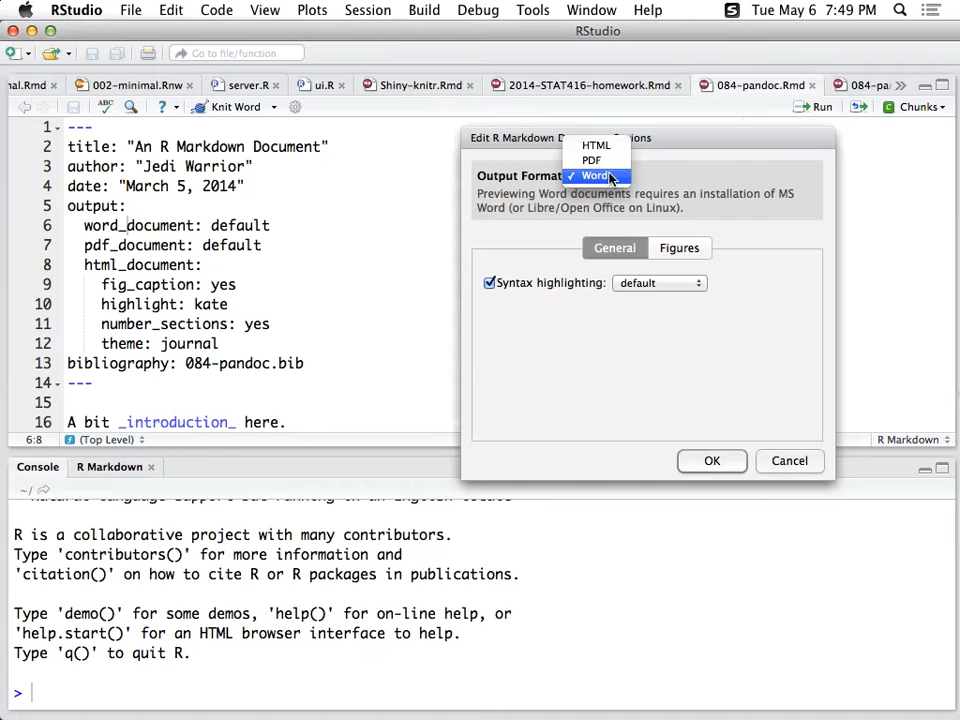 RStudio File Edit Code View Plots Session Build Debug Tools Window Help S Tue May 6 7:49 PM
RStudio
Go to file/function
nal.Rmd 002-minimal.Rnw server.R ui.R Shiny-knitr.Rmd 2014-STAT416-homework.Rmd 084-pandoc.Rmd 084-pa
ABC ? Knit Word Run Chunks
1 ---
2 title: "An R Markdown Document"
3 author: "Jedi Warrior"
4 date: "March 5, 2014"
5 output:
6 word_document: default
7 pdf_document: default
8 html_document:
9 fig_caption: yes
10 highlight: kate
11 number_sections: yes
12 theme: journal
13 bibliography: 084-pandoc.bib
14 ---
15
16 A bit _introduction_ here.
6:8 (Top Level) R Markdown
Edit R Markdown D ions
HTML
PDF
Output Format ✓ Word
Previewing Word documents requires an installation of MS
Word (or Libre/Open Office on Linux).
General Figures
Syntax highlighting: default
OK Cancel
Console R Markdown
~/
R is a collaborative project with many contributors.
Type 'contributors()' for more information and
'citation()' on how to cite R or R packages in publications.
Type 'demo()' for some demos, 'help()' for on-line help, or
'help.start()' for an HTML browser interface to help.
Type 'q()' to quit R.
>